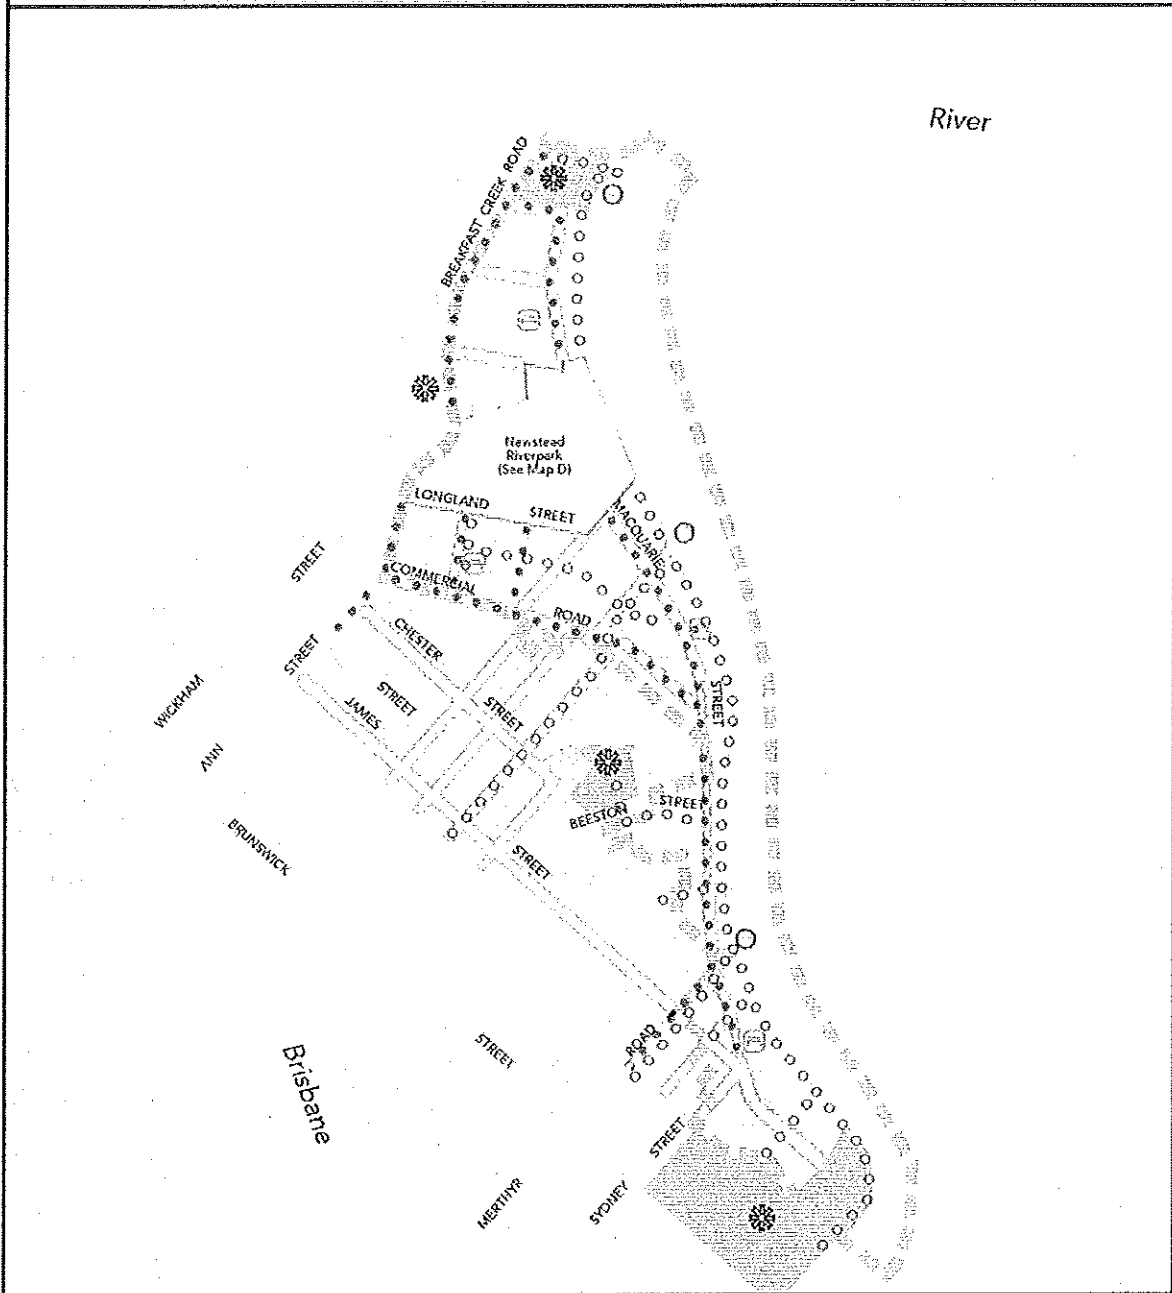 River
BREAKFAST CREEK ROAD
Newstead
Riverpark
(See Map D)
LONGLAND
STREET
MACQUARIE
STREET
COMMERCIAL
ROAD
CHESTER
STREET
STREET
STREET
JAMES
STREET
WICKHAM
ANN
STREET
BEESTON
STREET
BRUNSWICK
STREET
ROAD
STREET
Brisbane
MERTHYR
SYDNEY
STREET